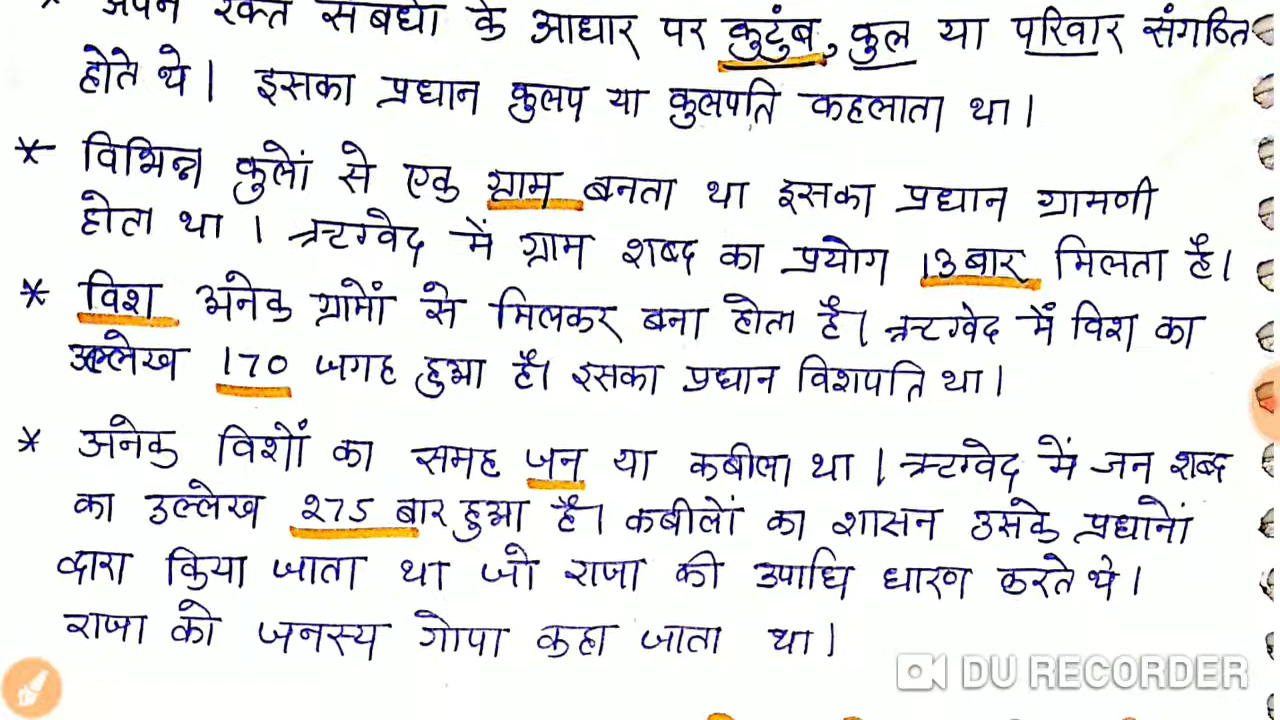 * अपने रक्त संबंधों के आधार पर कुटुंब, कुल या परिवार संगठित
होते थे। इसका प्रधान कुलप या कुलपति कहलाता था।
* विभिन्न कुलों से एक ग्राम बनता था इसका प्रधान ग्रामणी
होता था। ऋग्वेद में ग्राम शब्द का प्रयोग 13 बार मिलता है।
* विश अनेक ग्रामों से मिलकर बना होता है। ऋग्वेद में विश का
उल्लेख 170 जगह हुआ है। इसका प्रधान विशपति था।
* अनेक विशों का समह जन या कबीला था। ऋग्वेद में जन शब्द
का उल्लेख 275 बार हुआ है। कबीलों का शासन उसके प्रधानों
द्वारा किया जाता था जो राजा की उपाधि धारण करते थे।
राजा को जनस्य गोपा कहा जाता था।
DU RECORDER